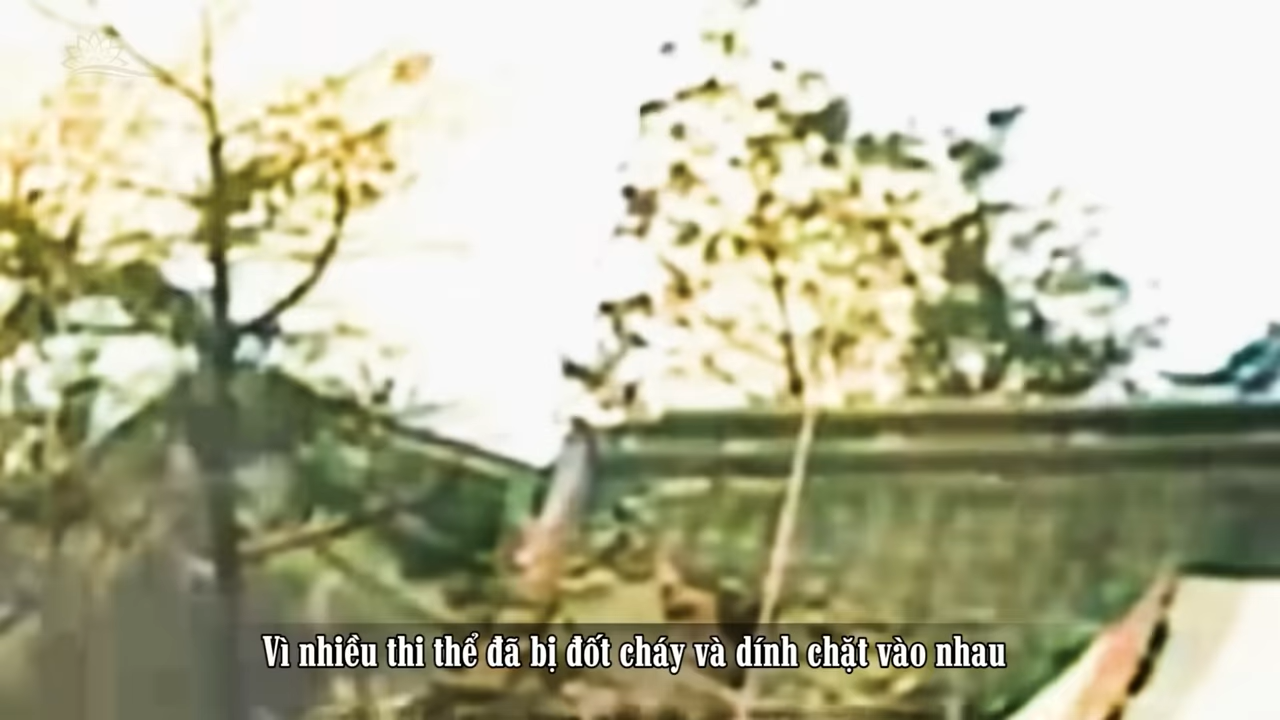 Vì nhiều thi thể đã bị đốt cháy và dính chặt vào nhau